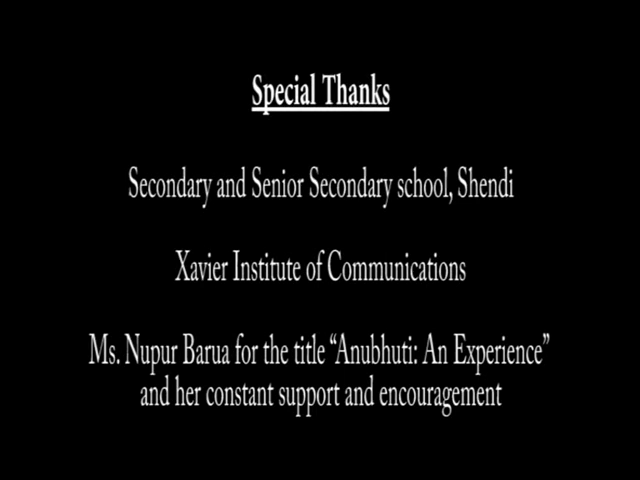 Special Thanks
Secondary and Senior Secondary school, Shendi
Xavier Institute of Communications
Ms. Nupur Barua for the title “Anubhuti: An Experience”
and her constant support and encouragement